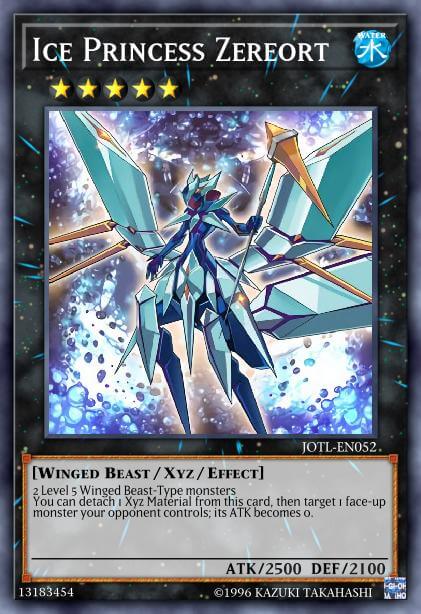 Ice Princess Zereort
WATER
水
JOTL-EN052
[Winged Beast / Xyz / Effect]
2 Level 5 Winged Beast-Type monsters
You can detach 1 Xyz Material from this card, then target 1 face-up
monster your opponent controls; its ATK becomes 0.
ATK/2500 DEF/2100
13183454
©1996 KAZUKI TAKAHASHI